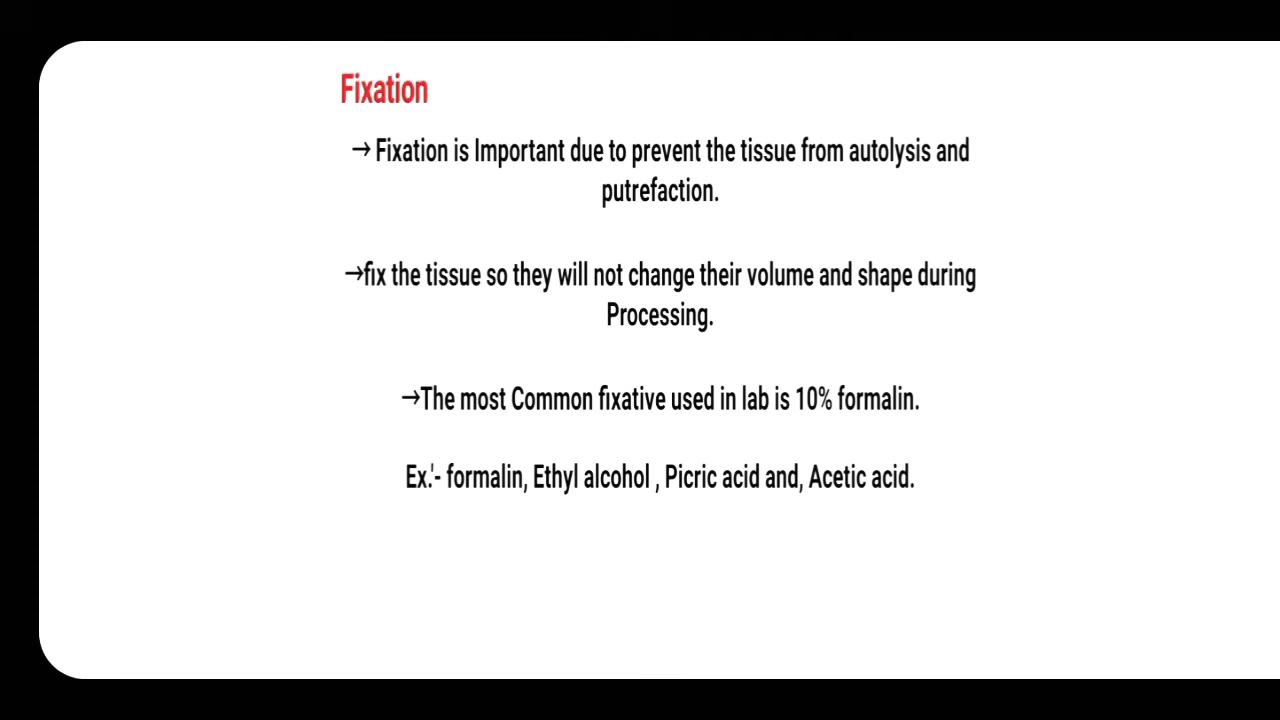 Fixation
→ Fixation is Important due to prevent the tissue from autolysis and
putrefaction.
→fix the tissue so they will not change their volume and shape during
Processing.
→The most Common fixative used in lab is 10% formalin.
Ex.'- formalin, Ethyl alcohol , Picric acid and, Acetic acid.